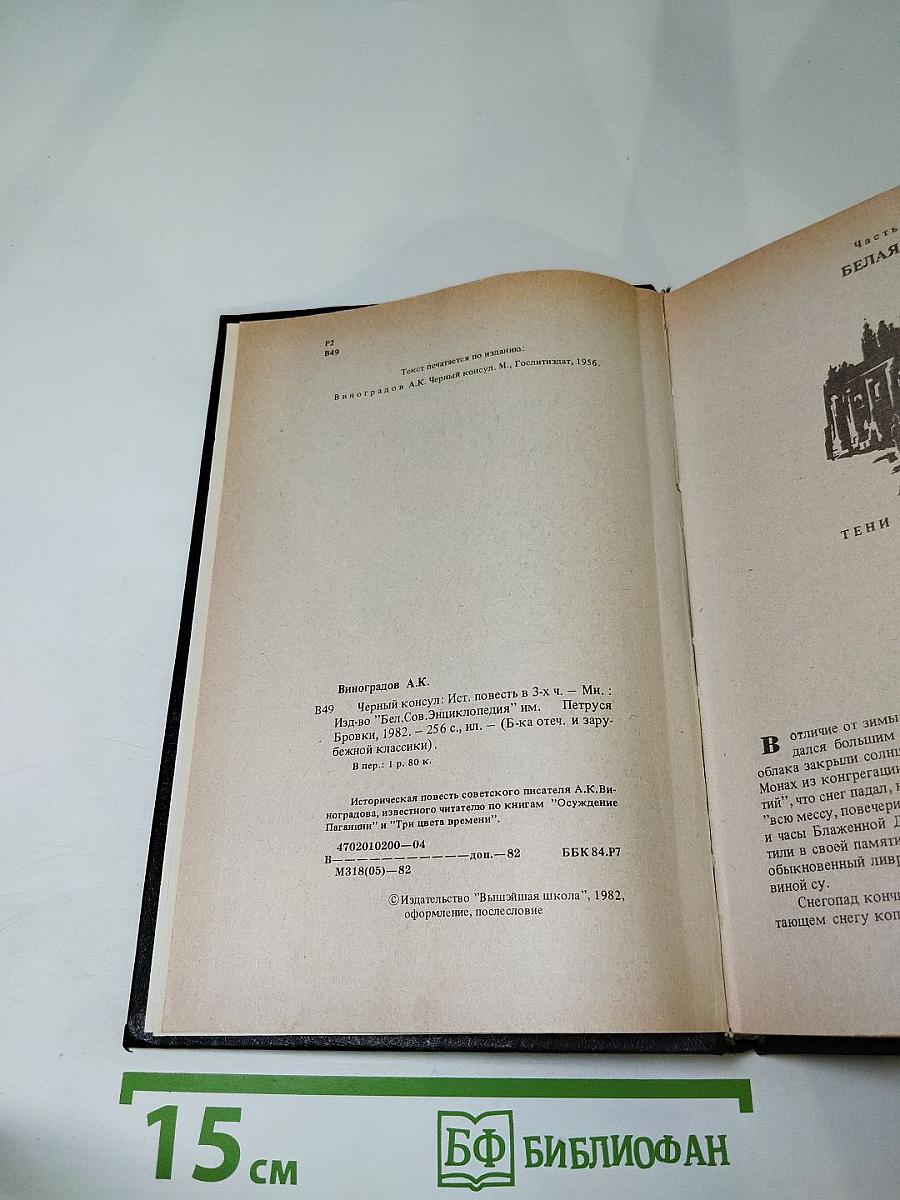 Р2
В49
Текст печатается по изданию:
Виноградов А.К. Черный консул. М., Гослитиздат, 1956.
Виноградов А.К.
В49 Черный консул: Ист. повесть в 3-х ч. — Мн. :
Изд-во "Бел.Сов.Энциклопедия" им. Петруся
Бровки, 1982. — 256 с., ил. — (Б-ка отеч. и зару-
бежной классики).
В пер.: 1 р. 80 к.
Историческая повесть советского писателя А.К.Ви-
ноградова, известного читателю по книгам "Осуждение
Паганини" и "Три цвета времени".
4702010200—04
В———————————доп.—82 ББК 84.Р7
М318(05)—82
©Издательство "Вышэйшая школа", 1982,
оформление, послесловие
Часть
БЕЛАЯ
ТЕНИ
В отличие от зимы
дался большим
облака закрыли солнц
Монах из конгрегации
тий", что снег падал, н
"всю мессу, повечери
и часы Блаженной Д
тили в своей памяти
обыкновенный ливр
виной су.
Снегопад кончи
тающем снегу коп
15 см
БФ БИБЛИОФАН